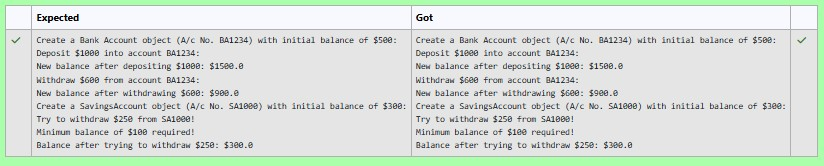 Expected Got
Create a Bank Account object (A/c No. BA1234) with initial balance of $500: Create a Bank Account object (A/c No. BA1234) with initial balance of $500:
Deposit $1000 into account BA1234: Deposit $1000 into account BA1234:
New balance after depositing $1000: $1500.0 New balance after depositing $1000: $1500.0
Withdraw $600 from account BA1234: Withdraw $600 from account BA1234:
New balance after withdrawing $600: $900.0 New balance after withdrawing $600: $900.0
Create a SavingsAccount object (A/c No. SA1000) with initial balance of $300: Create a SavingsAccount object (A/c No. SA1000) with initial balance of $300:
Try to withdraw $250 from SA1000! Try to withdraw $250 from SA1000!
Minimum balance of $100 required! Minimum balance of $100 required!
Balance after trying to withdraw $250: $300.0 Balance after trying to withdraw $250: $300.0